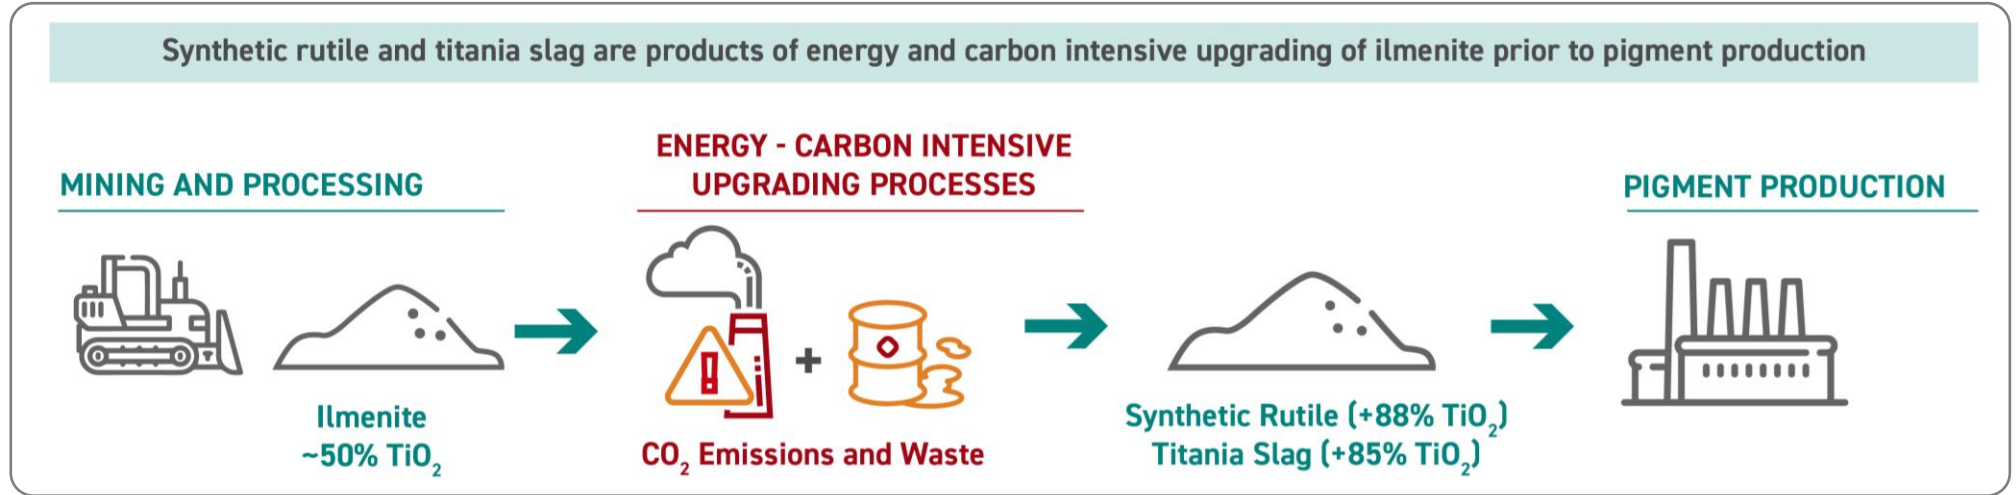 Synthetic rutile and titania slag are products of energy and carbon intensive upgrading of ilmenite prior to pigment production
MINING AND PROCESSING
Ilmenite
~50% TiO₂
ENERGY - CARBON INTENSIVE
UPGRADING PROCESSES
!
+
CO₂ Emissions and Waste
Synthetic Rutile (+88% TiO₂)
Titania Slag (+85% TiO₂)
PIGMENT PRODUCTION